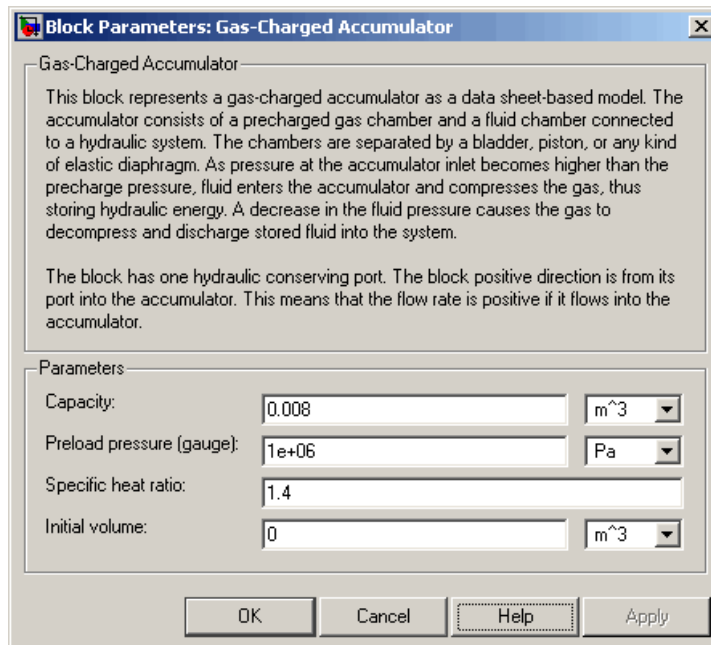 Block Parameters: Gas-Charged Accumulator
Gas-Charged Accumulator
This block represents a gas-charged accumulator as a data sheet-based model. The
accumulator consists of a precharged gas chamber and a fluid chamber connected
to a hydraulic system. The chambers are separated by a bladder, piston, or any kind
of elastic diaphragm. As pressure at the accumulator inlet becomes higher than the
precharge pressure, fluid enters the accumulator and compresses the gas, thus
storing hydraulic energy. A decrease in the fluid pressure causes the gas to
decompress and discharge stored fluid into the system.
The block has one hydraulic conserving port. The block positive direction is from its
port into the accumulator. This means that the flow rate is positive if it flows into the
accumulator.
Parameters
Capacity: 0.008 m^3
Preload pressure (gauge): 1e+06 Pa
Specific heat ratio: 1.4
Initial volume: 0 m^3
OK Cancel Help Apply